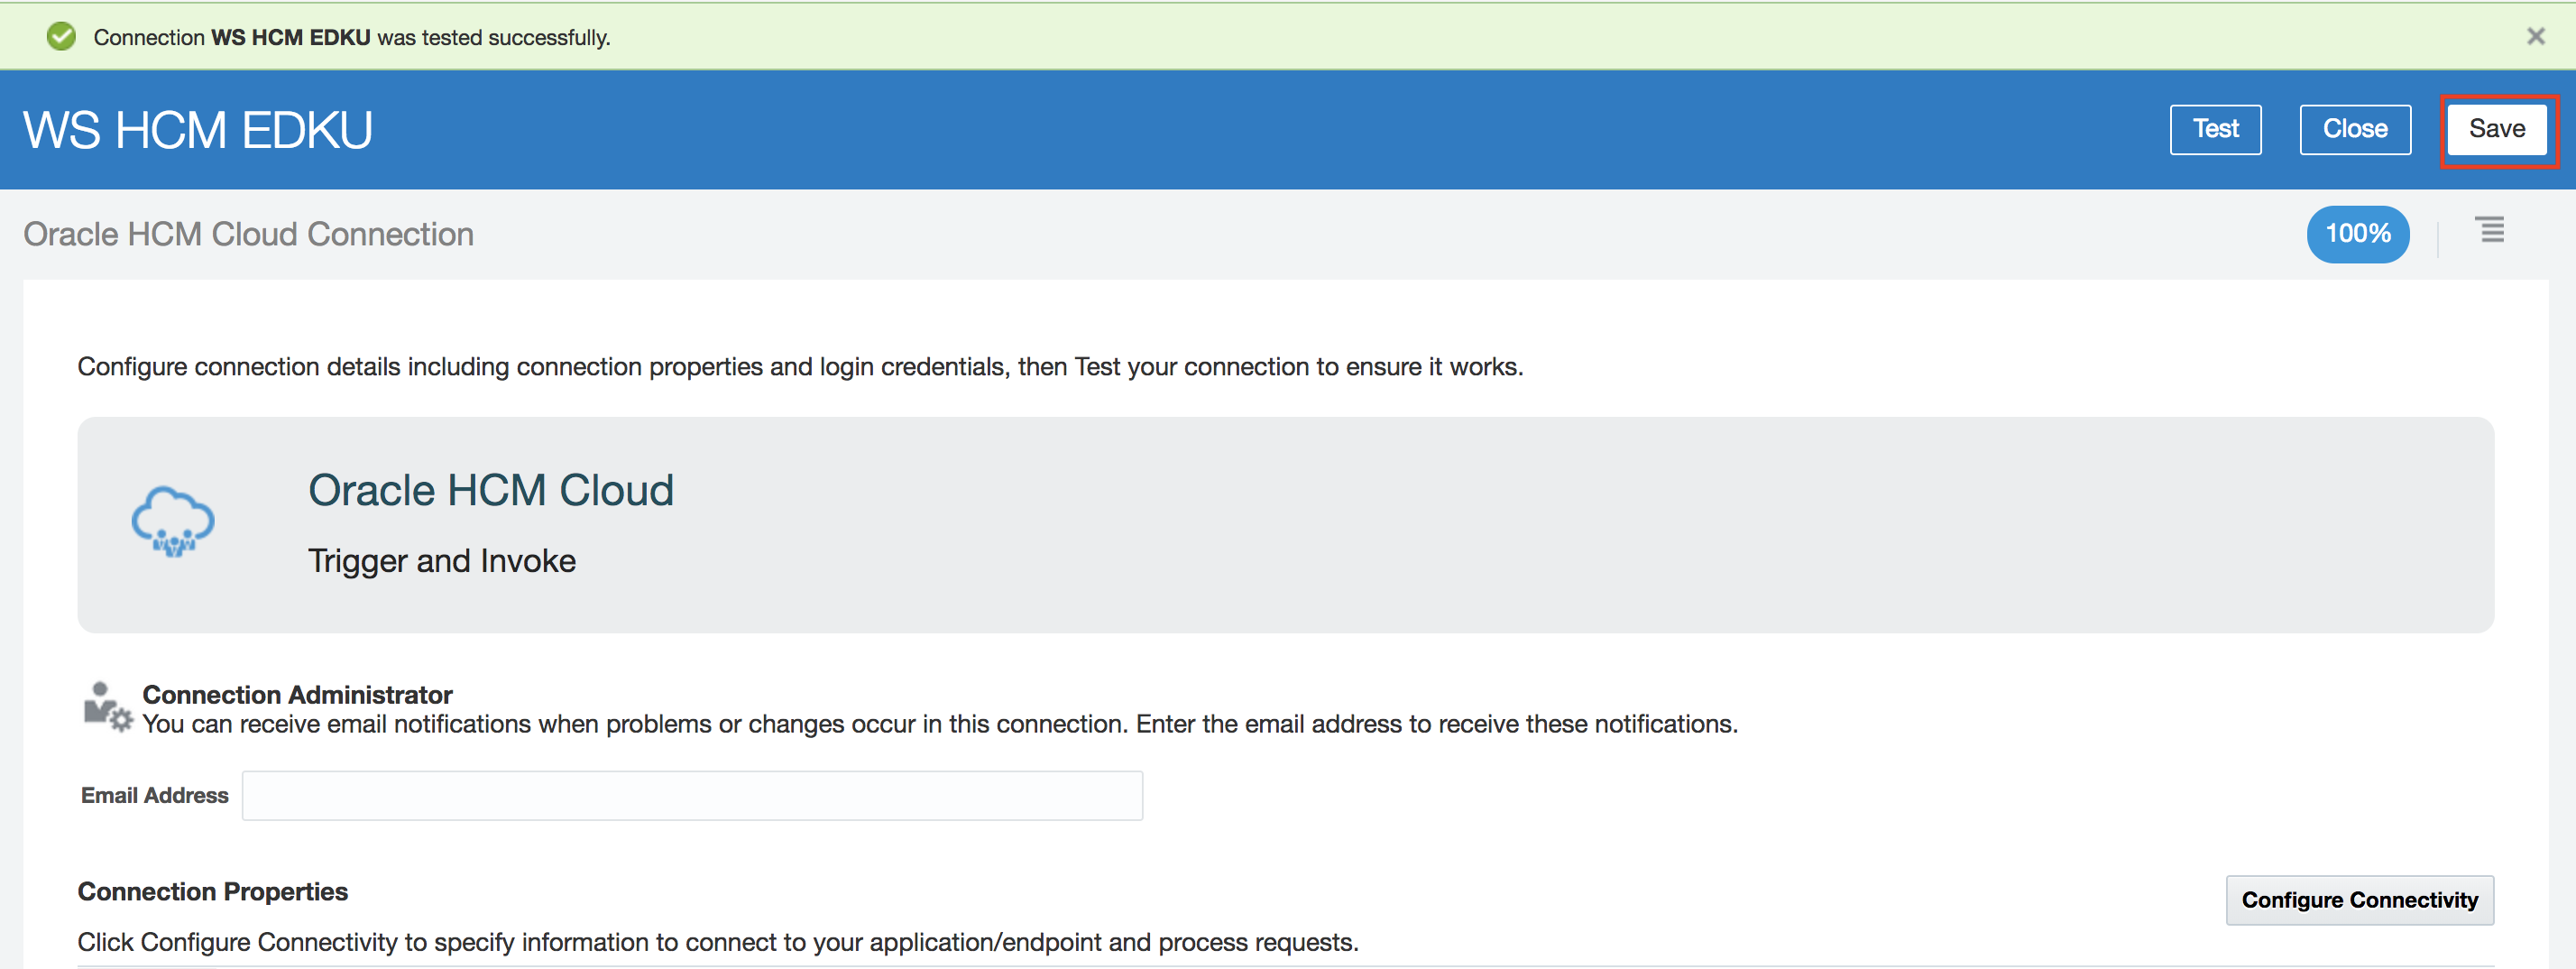 Connection WS HCM EDKU was tested successfully.
WS HCM EDKU
Test
Close
Save
Oracle HCM Cloud Connection
100%
Configure connection details including connection properties and login credentials, then Test your connection to ensure it works.
Oracle HCM Cloud
Trigger and Invoke
Connection Administrator
You can receive email notifications when problems or changes occur in this connection. Enter the email address to receive these notifications.
Email Address
Connection Properties
Configure Connectivity
Click Configure Connectivity to specify information to connect to your application/endpoint and process requests.